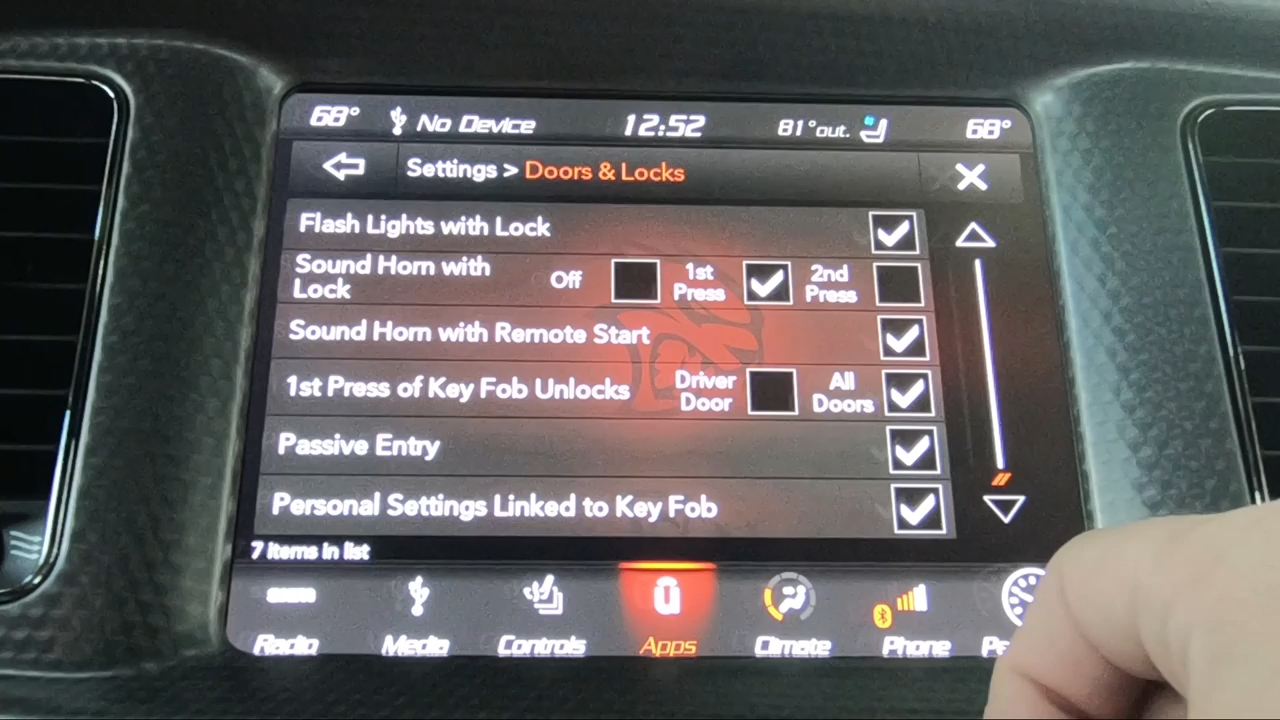 68° No Device 12:52 81°out. 68°
Settings > Doors & Locks
Flash Lights with Lock
Sound Horn with Lock Off 1st Press 2nd Press
Sound Horn with Remote Start
1st Press of Key Fob Unlocks Driver Door All Doors
Passive Entry
Personal Settings Linked to Key Fob
7 items in list
Radio Media Controls Apps Climate Phone